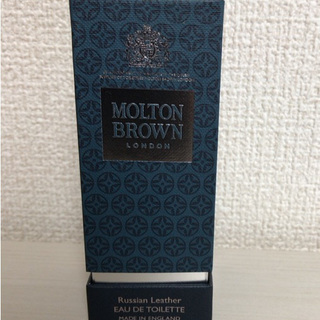 MOLTON
BROWN
LONDON
Russian Leather
EAU DE TOILETTE
MADE IN ENGLAND